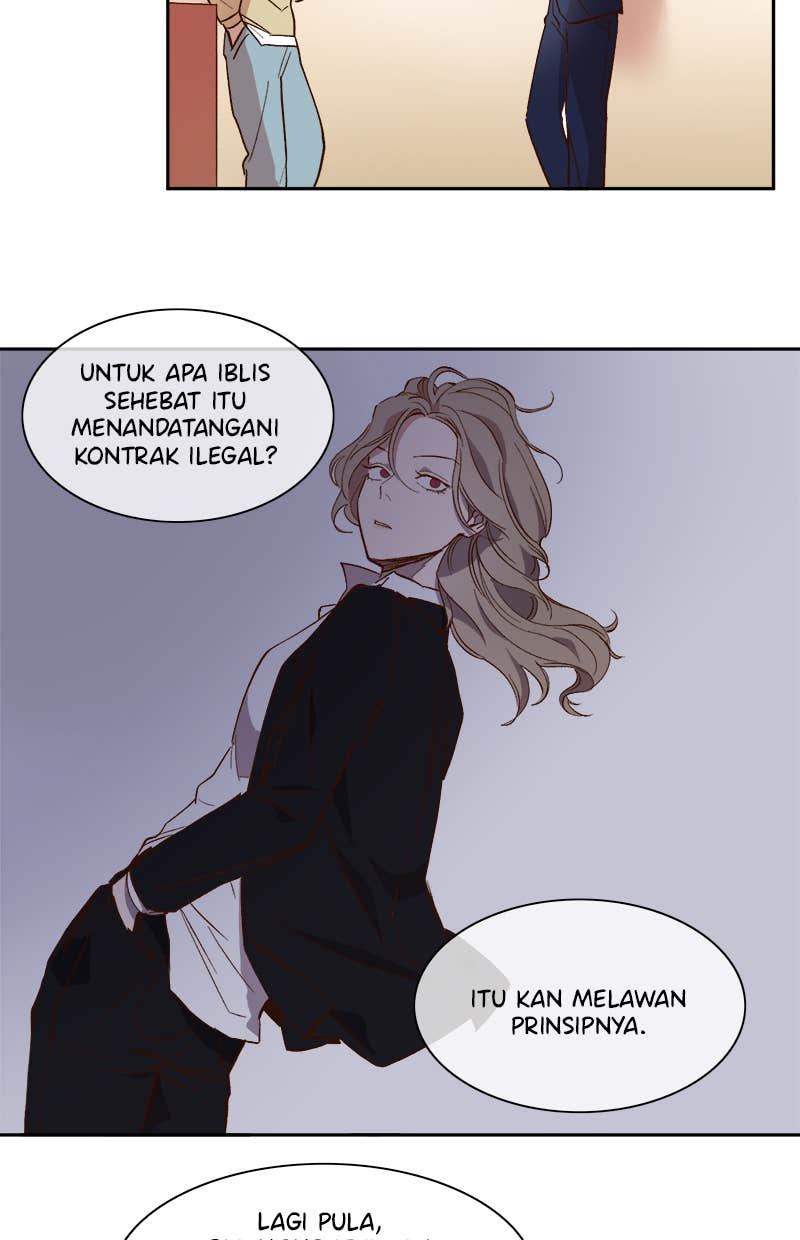 UNTUK APA IBLIS
SEHEBAT ITU
MENANDATANGANI
KONTRAK ILEGAL?
ITU KAN MELAWAN
PRINSIPNYA.
LAGI PULA,